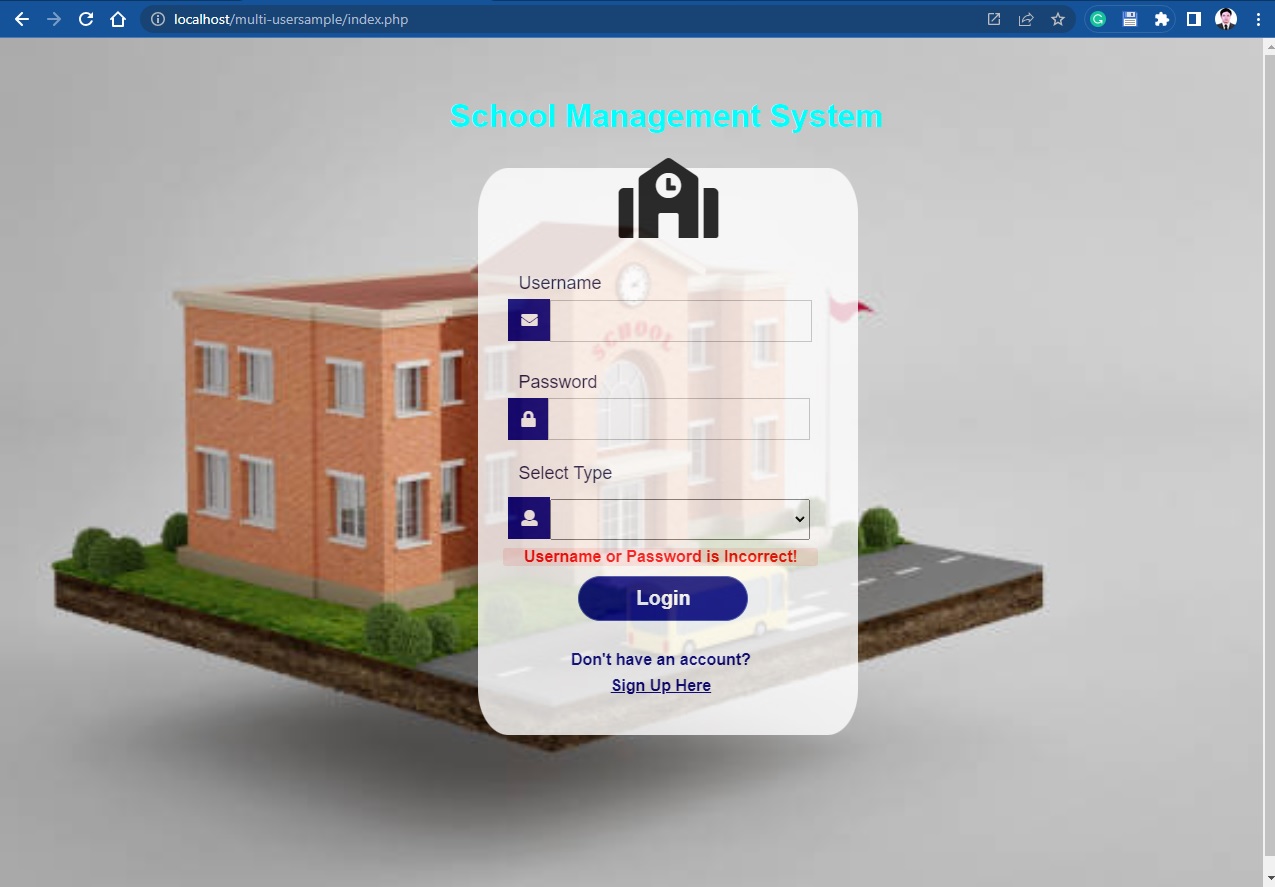 localhost/multi-usersample/index.php
School Management System
SCHOOL
Username
Password
Select Type
Username or Password is Incorrect!
Login
Don't have an account?
Sign Up Here